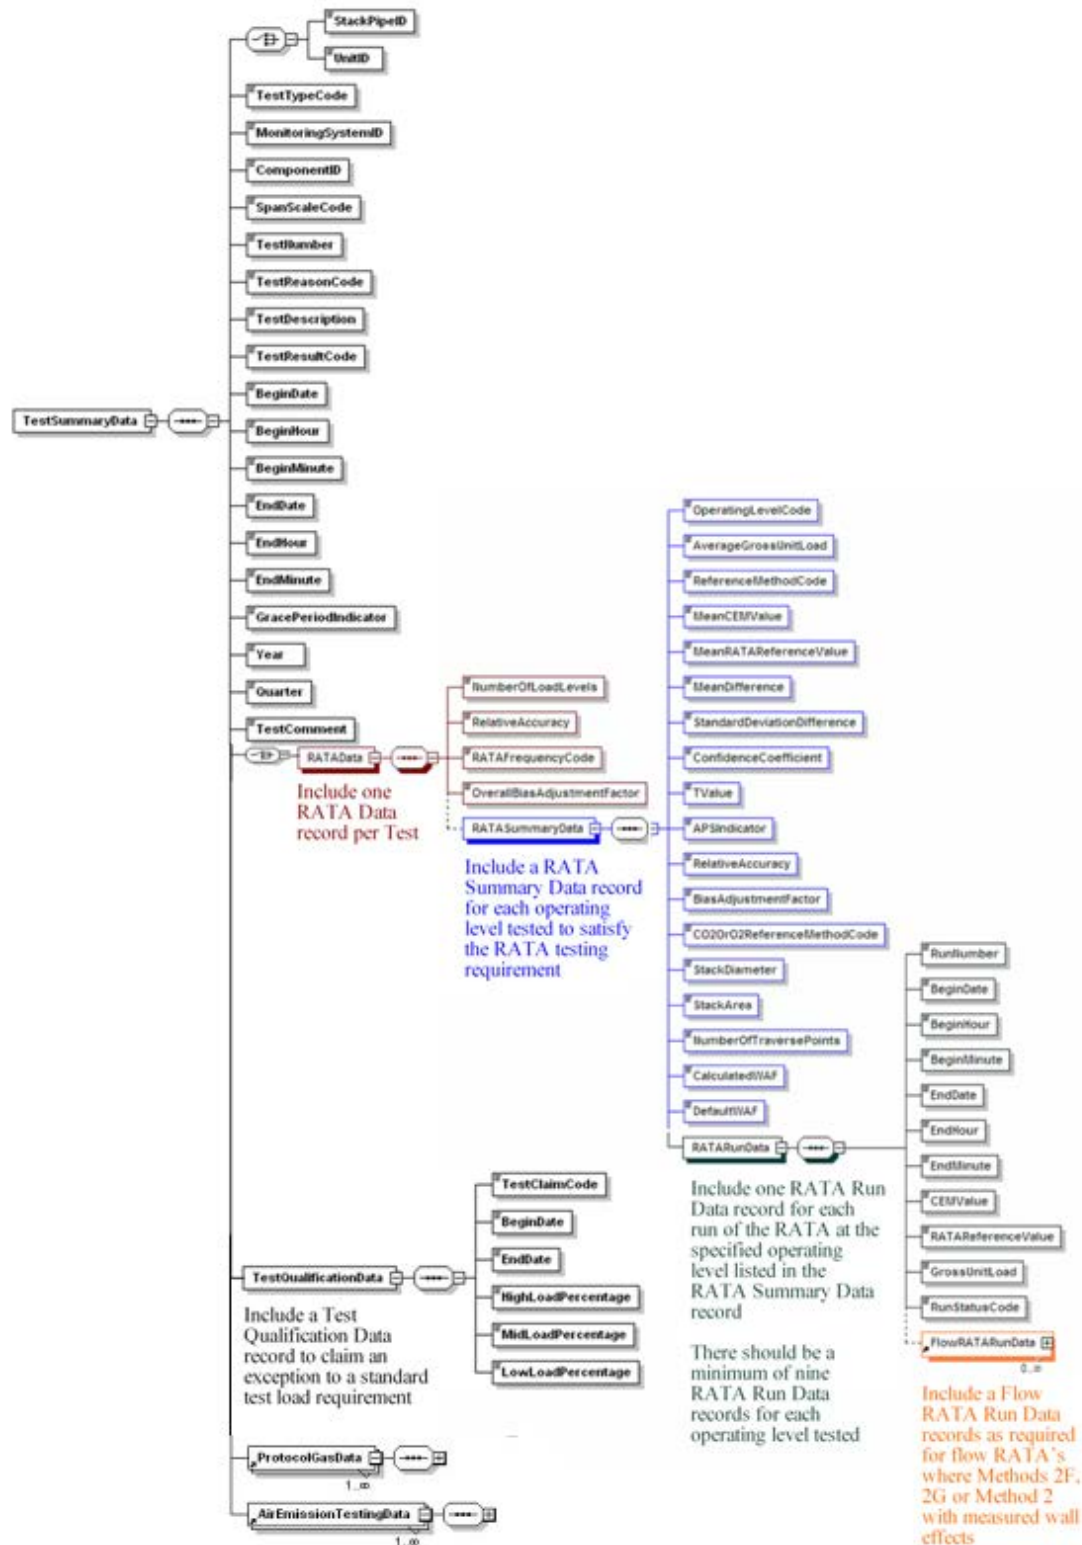 StackPipeID
UnitID
TestTypeCode
MonitoringSystemID
ComponentID
SpanScaleCode
TestNumber
TestReasonCode
TestDescription
TestResultCode
BeginDate
TestSummaryData
BeginHour
BeginMinute
EndDate
EndHour
EndMinute
GracePeriodIndicator
Year
Quarter
TestComment
RATAData
Include one
RATA Data
record per Test
NumberOfLoadLevels
RelativeAccuracy
RATAFrequencyCode
OverallBiasAdjustmentFactor
RATASummaryData
Include a RATA
Summary Data record
for each operating
level tested to satisfy
the RATA testing
requirement
OperatingLevelCode
AverageGrossUnitLoad
ReferenceMethodCode
MeanCEMValue
MeanRATAReferenceValue
MeanDifference
StandardDeviationDifference
ConfidenceCoefficient
TValue
APSIndicator
RelativeAccuracy
BiasAdjustmentFactor
CO2OrO2ReferenceMethodCode
StackDiameter
StackArea
NumberOfTraversePoints
CalculatedWAF
DefaultWAF
RATARunData
Include one RATA Run
Data record for each
run of the RATA at the
specified operating
level listed in the
RATA Summary Data
record
There should be a
minimum of nine
RATA Run Data
records for each
operating level tested
RunNumber
BeginDate
BeginHour
BeginMinute
EndDate
EndHour
EndMinute
CEMValue
RATAReferenceValue
GrossUnitLoad
RunStatusCode
FlowRATARunData
0..∞
Include a Flow
RATA Run Data
records as required
for flow RATA's
where Methods 2F,
2G or Method 2
with measured wall
effects
TestQualificationData
Include a Test
Qualification Data
record to claim an
exception to a standard
test load requirement
TestClaimCode
BeginDate
EndDate
HighLoadPercentage
MidLoadPercentage
LowLoadPercentage
ProtocolGasData
1..∞
AirEmissionTestingData
1..∞